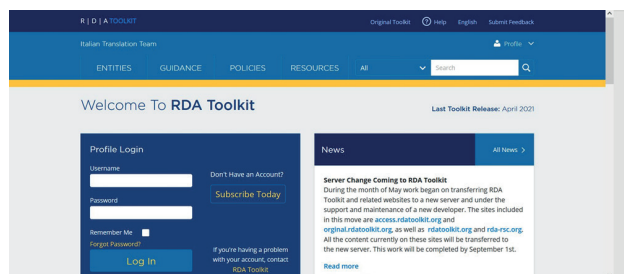 R | D | A TOOLKIT
Original Toolkit ? Help English Submit Feedback
Italian Translation Team
Profile
ENTITIES GUIDANCE POLICIES RESOURCES All Search
Welcome To RDA Toolkit
Last Toolkit Release: April 2021
Profile Login
Username
Password
Remember Me
Forgot Password?
Log In
Don't Have an Account?
Subscribe Today
If you're having a problem
with your account, contact
RDA Toolkit
News
All News >
Server Change Coming to RDA Toolkit
During the month of May work began on transferring RDA
Toolkit and related websites to a new server and under the
support and maintenance of a new developer. The sites included
in this move are access.rdatoolkit.org and
orginal.rdatoolkit.org, as well as rdatoolkit.org and rda-rsc.org.
All the content currently on these sites will be transferred to
the new server. This work will be completed by September 1st.
Read more